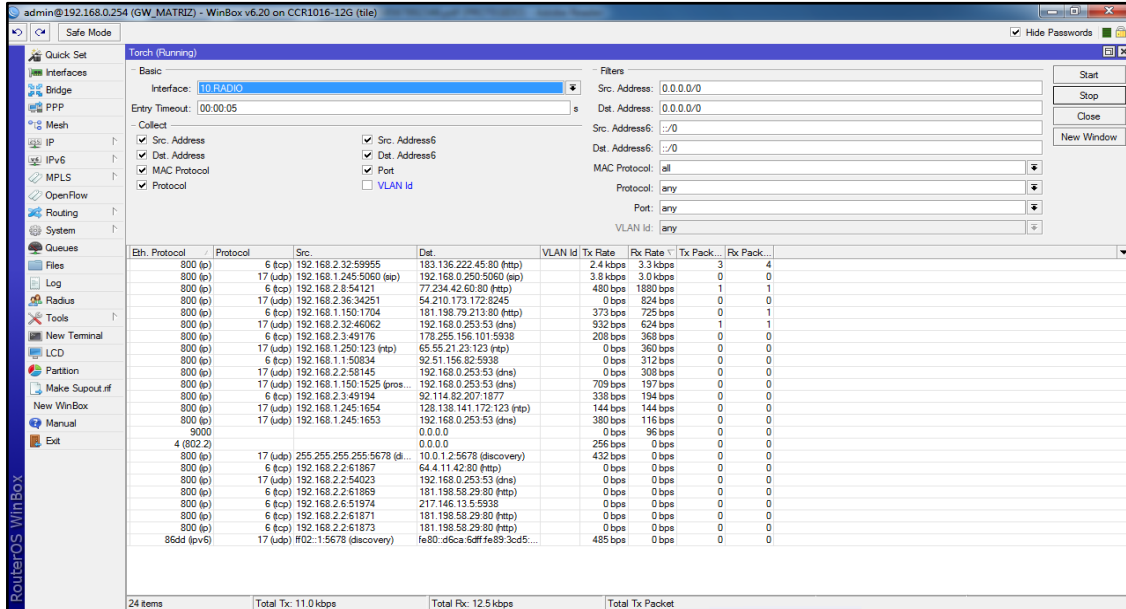 admin@192.168.0.254 (GW_MATRIZ) - WinBox v6.20 on CCR1016-12G (tile)
Safe Mode
Hide Passwords
Quick Set
Interfaces
Bridge
PPP
Mesh
IP
IPv6
MPLS
OpenFlow
Routing
System
Queues
Files
Log
Radius
Tools
New Terminal
LCD
Partition
Make Supout.rif
New WinBox
Manual
Exit
RouterOS WinBox
Torch (Running)
Basic
Interface: 10.RADIO
Entry Timeout: 00:00:05 s
Collect
Src. Address Src. Address6
Dst. Address Dst. Address6
MAC Protocol Port
Protocol VLAN Id
Filters
Src. Address: 0.0.0.0/0
Dst. Address: 0.0.0.0/0
Src. Address6: ::/0
Dst. Address6: ::/0
MAC Protocol: all
Protocol: any
Port: any
VLAN Id: any
Start
Stop
Close
New Window
Eth. Protocol Protocol Src. Dst. VLAN Id Tx Rate Rx Rate Tx Pack... Rx Pack...
800 (ip) 6 (tcp) 192.168.2.32:59955 183.136.222.45:80 (http) 2.4 kbps 3.3 kbps 3 4
800 (ip) 17 (udp) 192.168.1.245:5060 (sip) 192.168.0.250:5060 (sip) 3.8 kbps 3.0 kbps 0 0
800 (ip) 6 (tcp) 192.168.2.8:54121 77.234.42.60:80 (http) 480 bps 1880 bps 1 1
800 (ip) 17 (udp) 192.168.2.36:34251 54.210.173.172:8245 0 bps 824 bps 0 0
800 (ip) 6 (tcp) 192.168.1.150:1704 181.198.79.213:80 (http) 373 bps 725 bps 0 1
800 (ip) 17 (udp) 192.168.2.32:46062 192.168.0.253:53 (dns) 932 bps 624 bps 1 1
800 (ip) 6 (tcp) 192.168.2.3:49176 178.255.156.101:5938 208 bps 368 bps 0 0
800 (ip) 17 (udp) 192.168.1.250:123 (ntp) 65.55.21.23:123 (ntp) 0 bps 360 bps 0 0
800 (ip) 6 (tcp) 192.168.1.1:50834 92.51.156.82:5938 0 bps 312 bps 0 0
800 (ip) 17 (udp) 192.168.2.2:58145 192.168.0.253:53 (dns) 0 bps 308 bps 0 0
800 (ip) 17 (udp) 192.168.1.150:1525 (pros... 192.168.0.253:53 (dns) 709 bps 197 bps 0 0
800 (ip) 6 (tcp) 192.168.2.3:49194 92.114.82.207:1877 338 bps 194 bps 0 0
800 (ip) 17 (udp) 192.168.1.245:1654 128.138.141.172:123 (ntp) 144 bps 144 bps 0 0
800 (ip) 17 (udp) 192.168.1.245:1653 192.168.0.253:53 (dns) 380 bps 116 bps 0 0
9000 0.0.0.0 0 bps 96 bps 0 0
4 (802.2) 0.0.0.0 256 bps 0 bps 0 0
800 (ip) 17 (udp) 255.255.255.255:5678 (di... 10.0.1.2:5678 (discovery) 432 bps 0 bps 0 0
800 (ip) 6 (tcp) 192.168.2.2:61867 64.4.11.42:80 (http) 0 bps 0 bps 0 0
800 (ip) 17 (udp) 192.168.2.2:54023 192.168.0.253:53 (dns) 0 bps 0 bps 0 0
800 (ip) 6 (tcp) 192.168.2.2:61869 181.198.58.29:80 (http) 0 bps 0 bps 0 0
800 (ip) 6 (tcp) 192.168.2.6:51974 217.146.13.5:5938 0 bps 0 bps 0 0
800 (ip) 6 (tcp) 192.168.2.2:61871 181.198.58.29:80 (http) 0 bps 0 bps 0 0
800 (ip) 6 (tcp) 192.168.2.2:61873 181.198.58.29:80 (http) 0 bps 0 bps 0 0
86dd (ipv6) 17 (udp) ff02::1:5678 (discovery) fe80::d6ca:6dff:fe89:3cd5:... 485 bps 0 bps 0 0
24 items Total Tx: 11.0 kbps Total Rx: 12.5 kbps Total Tx Packet